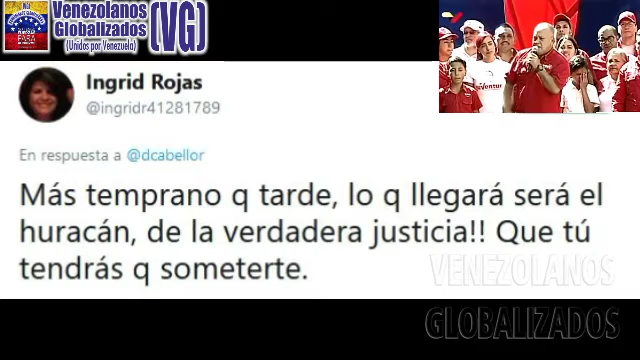 Venezolanos
Globalizados
(Unidos por Venezuela)
(VG)
Ingrid Rojas
@ingridr41281789
En respuesta a @dcabellor
Más temprano q tarde, lo q llegará será el
huracán, de la verdadera justicia!! Que tú
tendrás q someterte.
VENEZOLANOS
GLOBALIZADOS